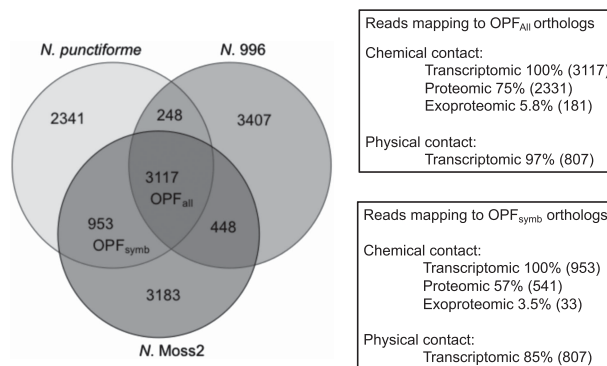 N. punctiforme
N. 996
2341
248
3407
3117
OPFall
953
OPFsymb
448
3183
N. Moss2
Reads mapping to OPFAll orthologs
Chemical contact:
Transcriptomic 100% (3117)
Proteomic 75% (2331)
Exoproteomic 5.8% (181)
Physical contact:
Transcriptomic 97% (807)
Reads mapping to OPFsymb orthologs
Chemical contact:
Transcriptomic 100% (953)
Proteomic 57% (541)
Exoproteomic 3.5% (33)
Physical contact:
Transcriptomic 85% (807)